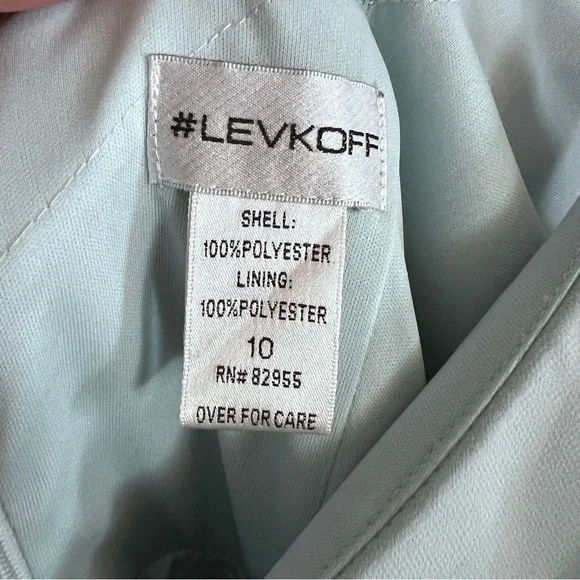 #LEVKOFF
SHELL:
100%POLYESTER
LINING:
100%POLYESTER
10
RN# 82955
OVER FOR CARE